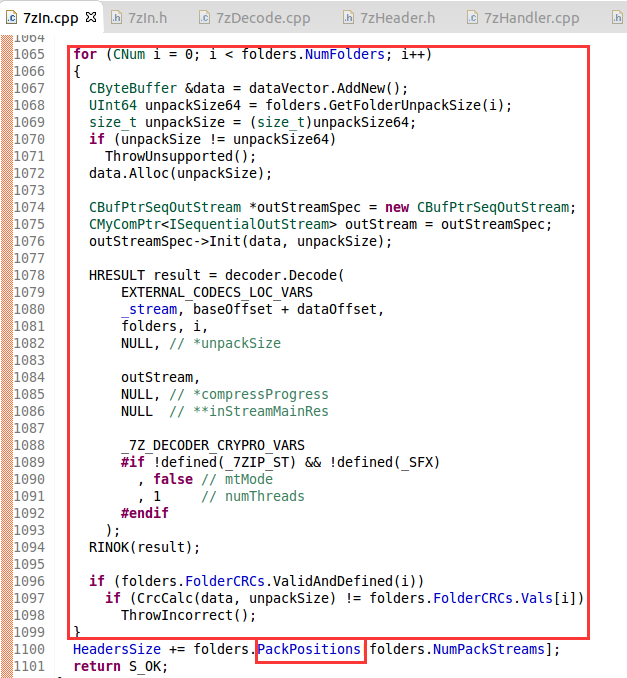 7zIn.cpp 7zIn.h 7zDecode.cpp 7zHeader.h 7zHandler.cpp
1064
1065 for (CNum i = 0; i < folders.NumFolders; i++)
1066 {
1067 CByteBuffer &data = dataVector.AddNew();
1068 UInt64 unpackSize64 = folders.GetFolderUnpackSize(i);
1069 size_t unpackSize = (size_t)unpackSize64;
1070 if (unpackSize != unpackSize64)
1071 ThrowUnsupported();
1072 data.Alloc(unpackSize);
1073
1074 CBufPtrSeqOutStream *outStreamSpec = new CBufPtrSeqOutStream;
1075 CMyComPtr<ISequentialOutStream> outStream = outStreamSpec;
1076 outStreamSpec->Init(data, unpackSize);
1077
1078 HRESULT result = decoder.Decode(
1079 EXTERNAL_CODECS_LOC_VARS
1080 _stream, baseOffset + dataOffset,
1081 folders, i,
1082 NULL, // *unpackSize
1083
1084 outStream,
1085 NULL, // *compressProgress
1086 NULL // **inStreamMainRes
1087
1088 _7Z_DECODER_CRYPRO_VARS
1089 #if !defined(_7ZIP_ST) && !defined(_SFX)
1090 , false // mtMode
1091 , 1 // numThreads
1092 #endif
1093 );
1094 RINOK(result);
1095
1096 if (folders.FolderCRCs.ValidAndDefined(i))
1097 if (CrcCalc(data, unpackSize) != folders.FolderCRCs.Vals[i])
1098 ThrowIncorrect();
1099 }
1100 HeadersSize += folders.PackPositions folders.NumPackStreams];
1101 return S_OK;